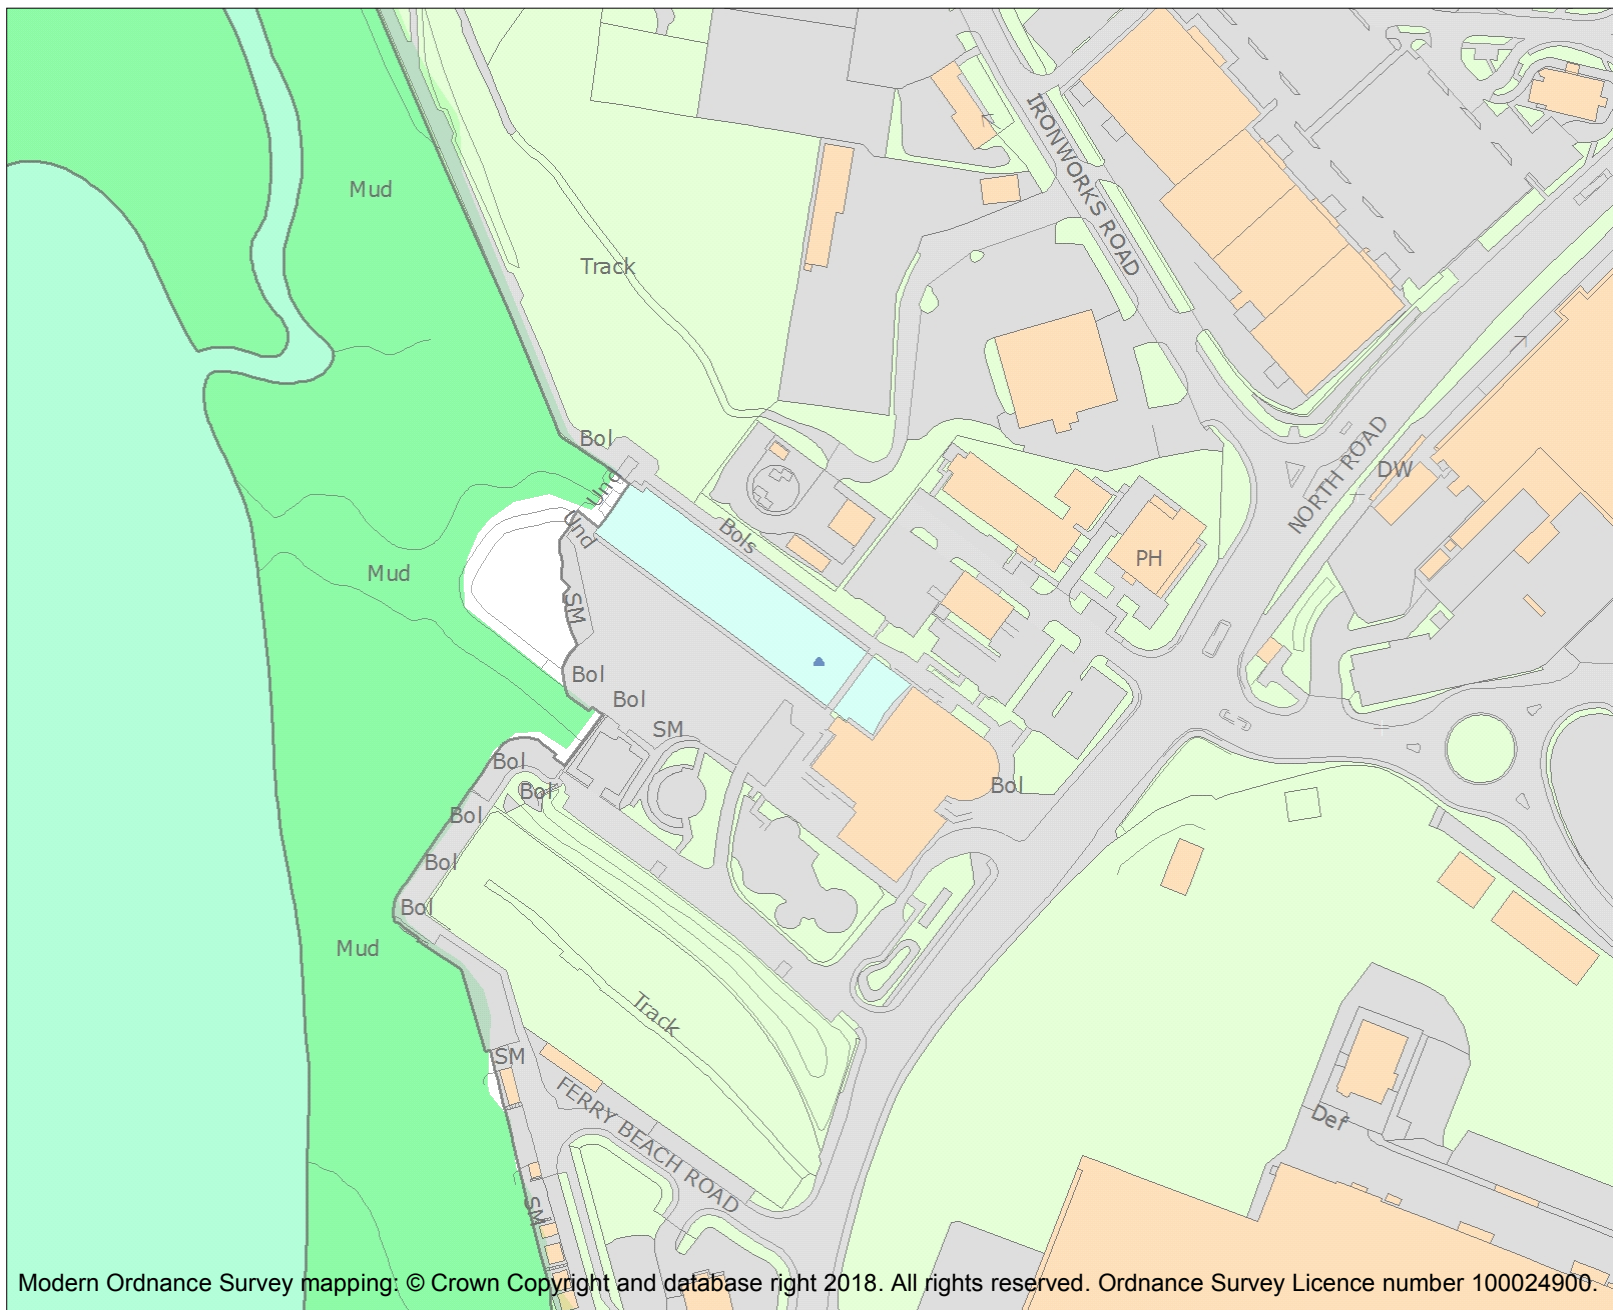 IRONWORKS ROAD
Mud
Track
Bol
NORTH ROAD
DW
Und
Und
Bols
PH
Mud
SM
Bol
Bol
SM
Bol
Bol
Bol
Bol
Bol
Bol
Mud
Track
SM
FERRY BEACH ROAD
Def
SM
Modern Ordnance Survey mapping: © Crown Copyright and database right 2018. All rights reserved. Ordnance Survey Licence number 100024900.